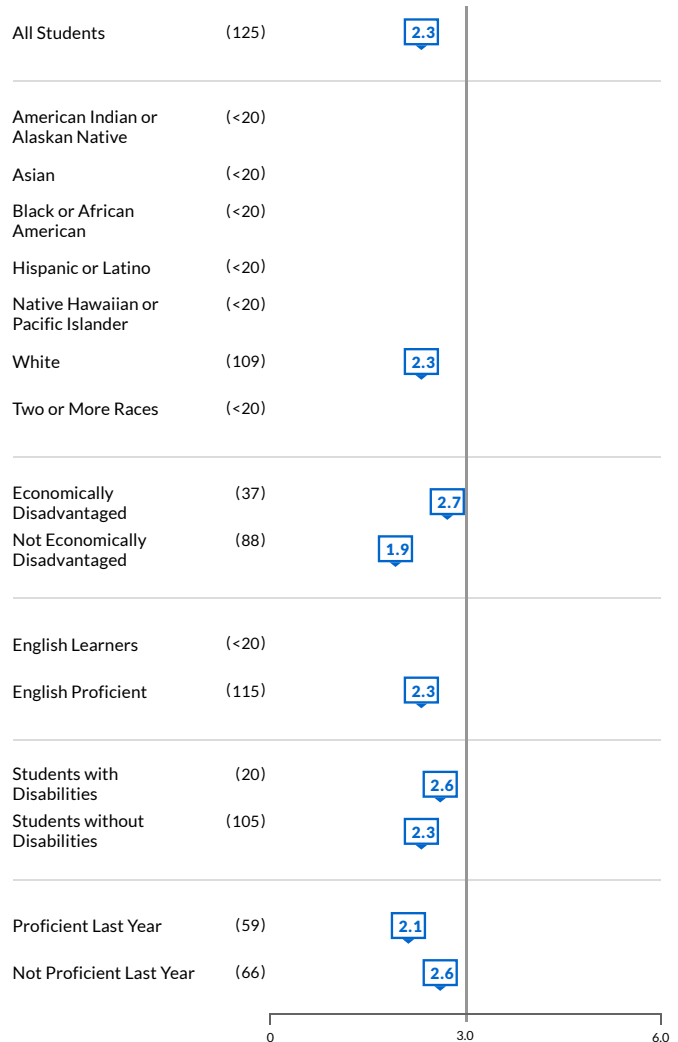 All Students (125) 2.3
American Indian or (<20)
Alaskan Native
Asian (<20)
Black or African (<20)
American
Hispanic or Latino (<20)
Native Hawaiian or (<20)
Pacific Islander
White (109) 2.3
Two or More Races (<20)
Economically (37) 2.7
Disadvantaged
Not Economically (88) 1.9
Disadvantaged
English Learners (<20)
English Proficient (115) 2.3
Students with (20) 2.6
Disabilities
Students without (105) 2.3
Disabilities
Proficient Last Year (59) 2.1
Not Proficient Last Year (66) 2.6
0 3.0 6.0